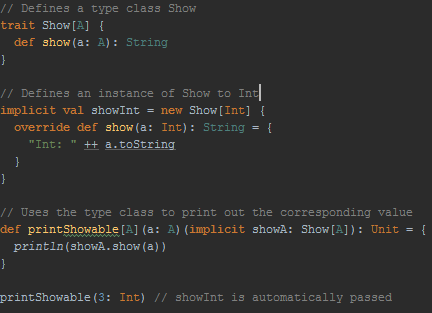 // Defines a type class Show
trait Show[A] {
  def show(a: A): String
}

// Defines an instance of Show to Int
implicit val showInt = new Show[Int] {
  override def show(a: Int): String = {
    "Int: " ++ a.toString
  }
}

// Uses the type class to print out the corresponding value
def printShowable[A](a: A)(implicit showA: Show[A]): Unit = {
  println(showA.show(a))
}

printShowable(3: Int) // showInt is automatically passed